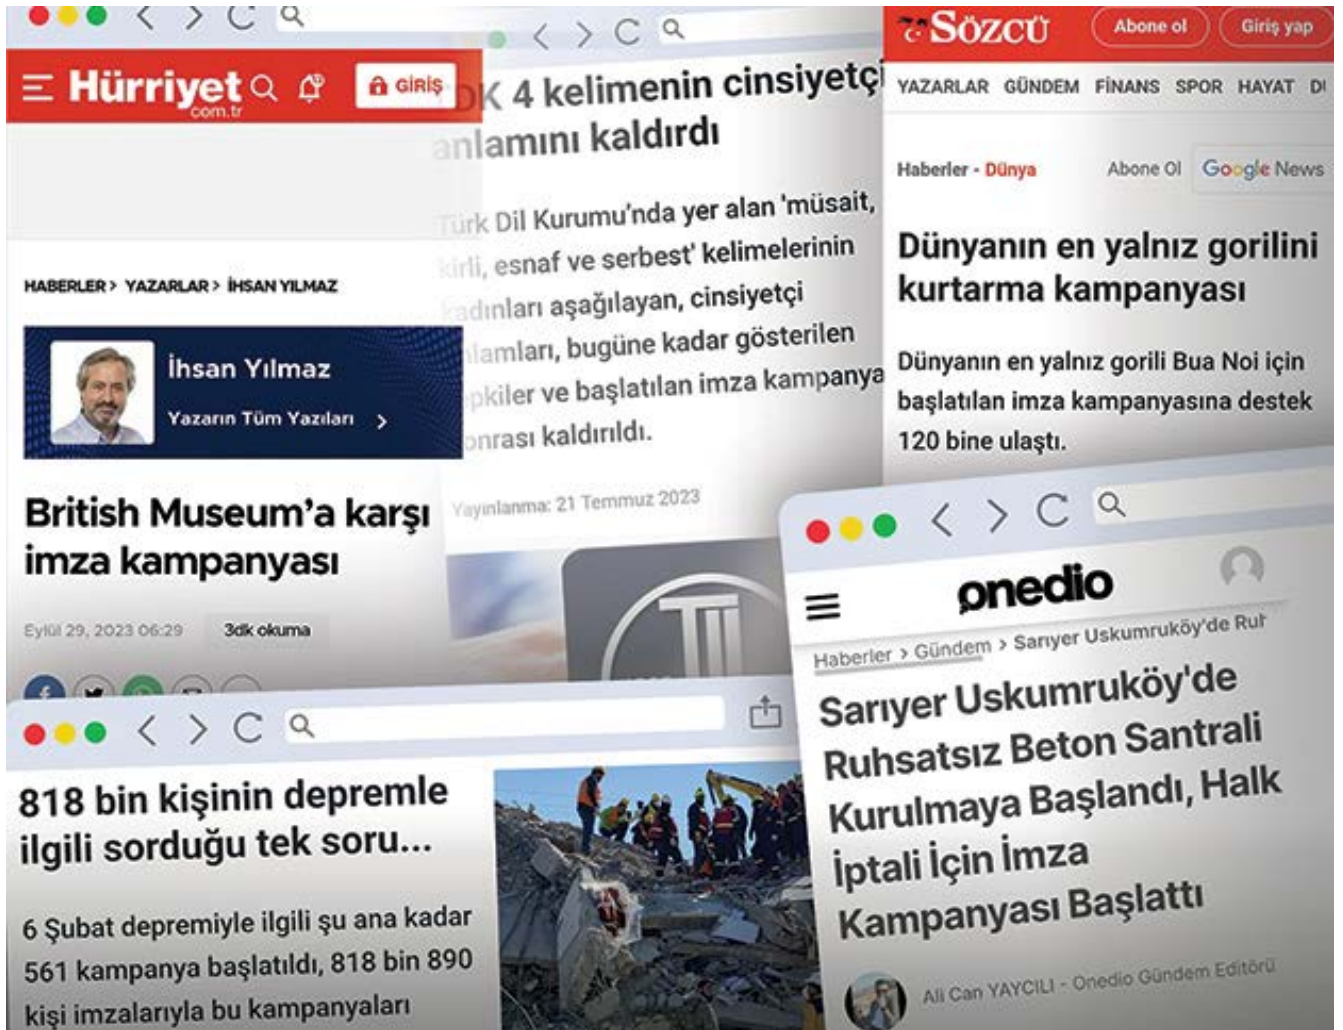 Hürriyet
com.tr
GİRİŞ
HABERLER > YAZARLAR > İHSAN YILMAZ
İhsan Yılmaz
Yazarın Tüm Yazıları >
British Museum'a karşı
imza kampanyası
Eylül 29, 2023 06:29 3dk okuma
DK 4 kelimenin cinsiyetçi
anlamını kaldırdı
Türk Dil Kurumu'nda yer alan 'müsait,
kirli, esnaf ve serbest' kelimelerinin
kadınları aşağılayan, cinsiyetçi
lamları, bugüne kadar gösterilen
pkiler ve başlatılan imza kampanya
onrası kaldırıldı.
Yayınlanma: 21 Temmuz 2023
SÖZCÜ
Abone ol
Giriş yap
YAZARLAR GÜNDEM FİNANS SPOR HAYAT
Haberler - Dünya Abone Ol Google News
Dünyanın en yalnız gorilini
kurtarma kampanyası
Dünyanın en yalnız gorili Bua Noi için
başlatılan imza kampanyasına destek
120 bine ulaştı.
818 bin kişinin depremle
ilgili sorduğu tek soru...
6 Şubat depremiyle ilgili şu ana kadar
561 kampanya başlatıldı, 818 bin 890
kişi imzalarıyla bu kampanyaları
onedio
Haberler > Gündem > Sarıyer Uskumruköy'de Ruh
Sarıyer Uskumruköy'de
Ruhsatsız Beton Santrali
Kurulmaya Başlandı, Halk
İptali İçin İmza
Kampanyası Başlattı
Ali Can YAYCILI - Onedio Gündem Editörü